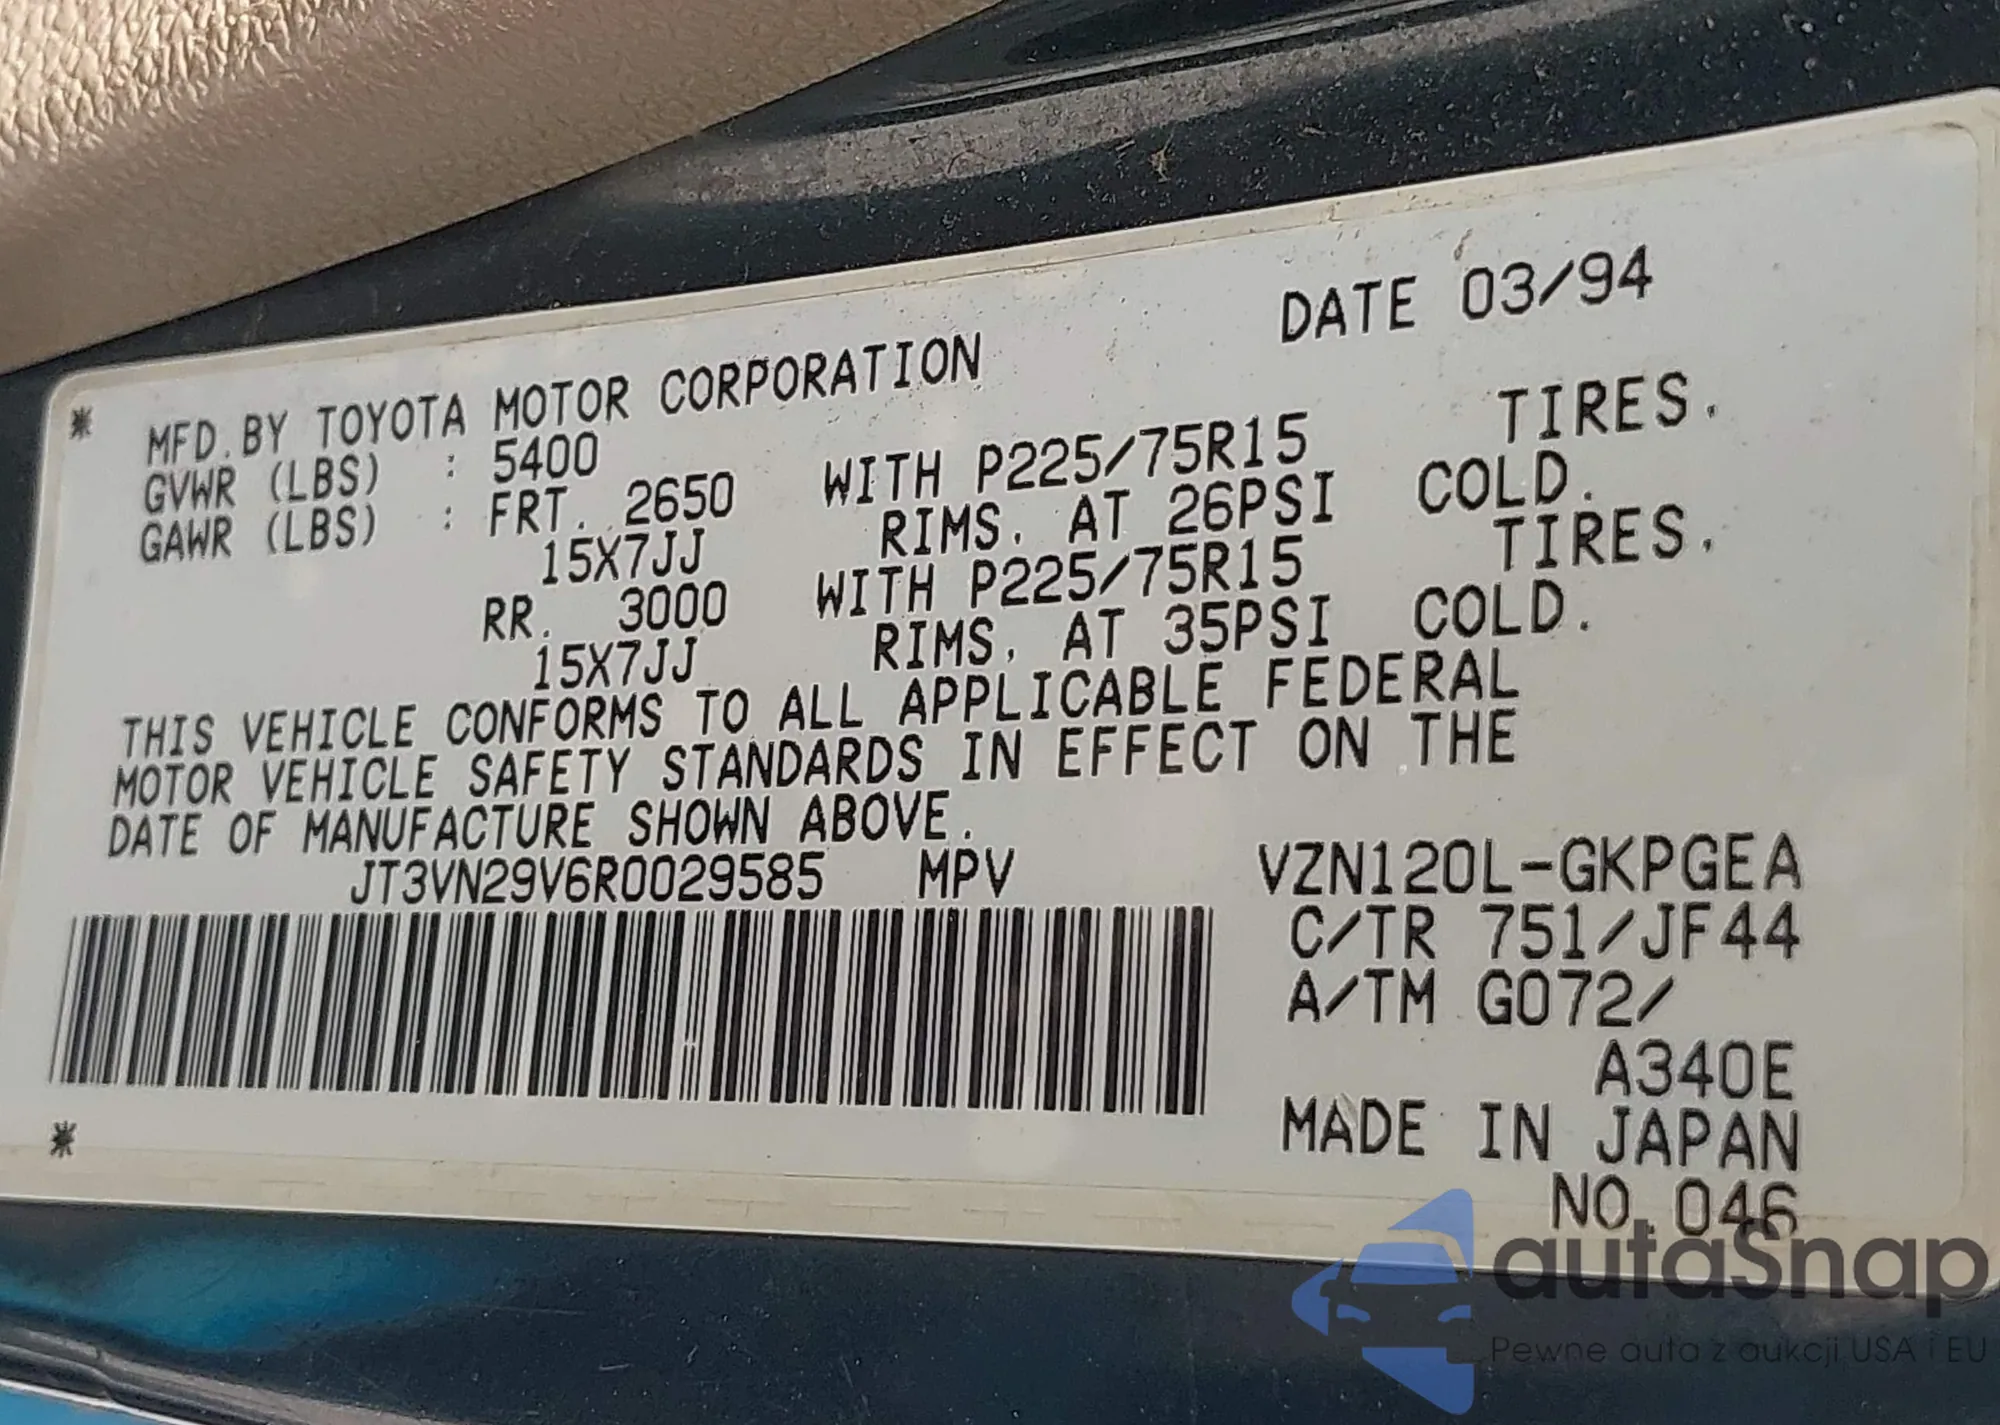 DATE 03/94
* MFD.BY TOYOTA MOTOR CORPORATION
GVWR (LBS) : 5400
GAWR (LBS) : FRT. 2650 WITH P225/75R15 TIRES.
15X7JJ RIMS. AT 26PSI COLD.
RR. 3000 WITH P225/75R15 TIRES.
15X7JJ RIMS. AT 35PSI COLD.
THIS VEHICLE CONFORMS TO ALL APPLICABLE FEDERAL
MOTOR VEHICLE SAFETY STANDARDS IN EFFECT ON THE
DATE OF MANUFACTURE SHOWN ABOVE.
JT3VN29V6R0029585 MPV VZN120L-GKPGEA
C/TR 751/JF44
A/TM G072/
A340E
* MADE IN JAPAN
NO.046
autaSnap
Pewne auta z aukcji USA i EU